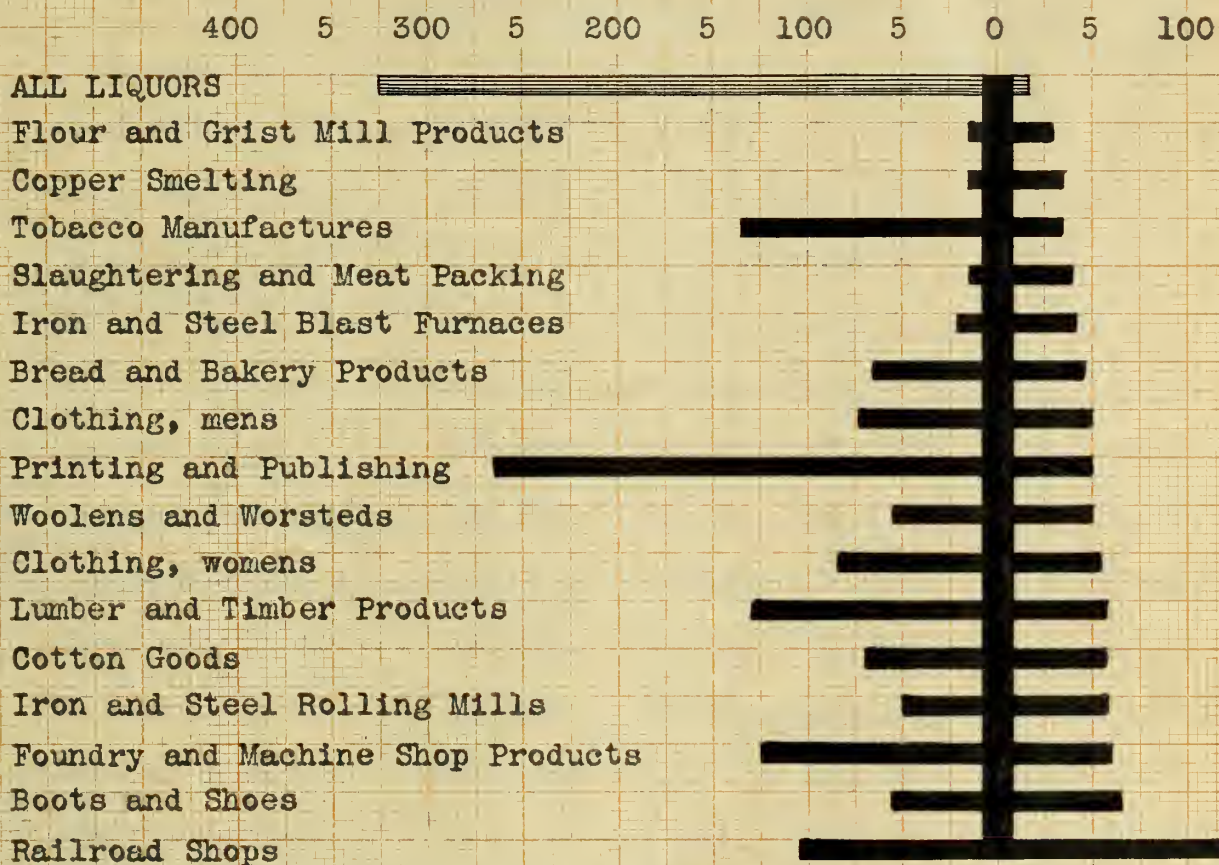 400 5 300 5 200 5 100 5 0 5 100
ALL LIQUORS
Flour and Grist Mill Products
Copper Smelting
Tobacco Manufactures
Slaughtering and Meat Packing
Iron and Steel Blast Furnaces
Bread and Bakery Products
Clothing, mens
Printing and Publishing
Woolens and Worsteds
Clothing, womens
Lumber and Timber Products
Cotton Goods
Iron and Steel Rolling Mills
Foundry and Machine Shop Products
Boots and Shoes
Railroad Shops